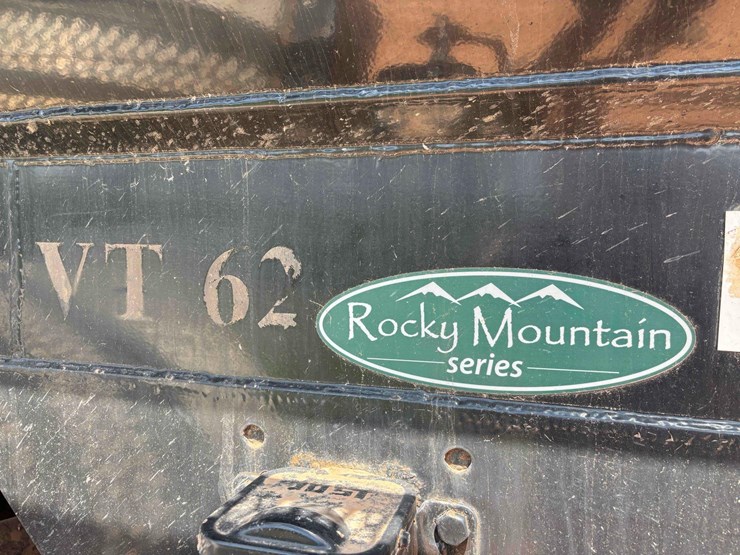 VT 62
Rocky Mountain
series